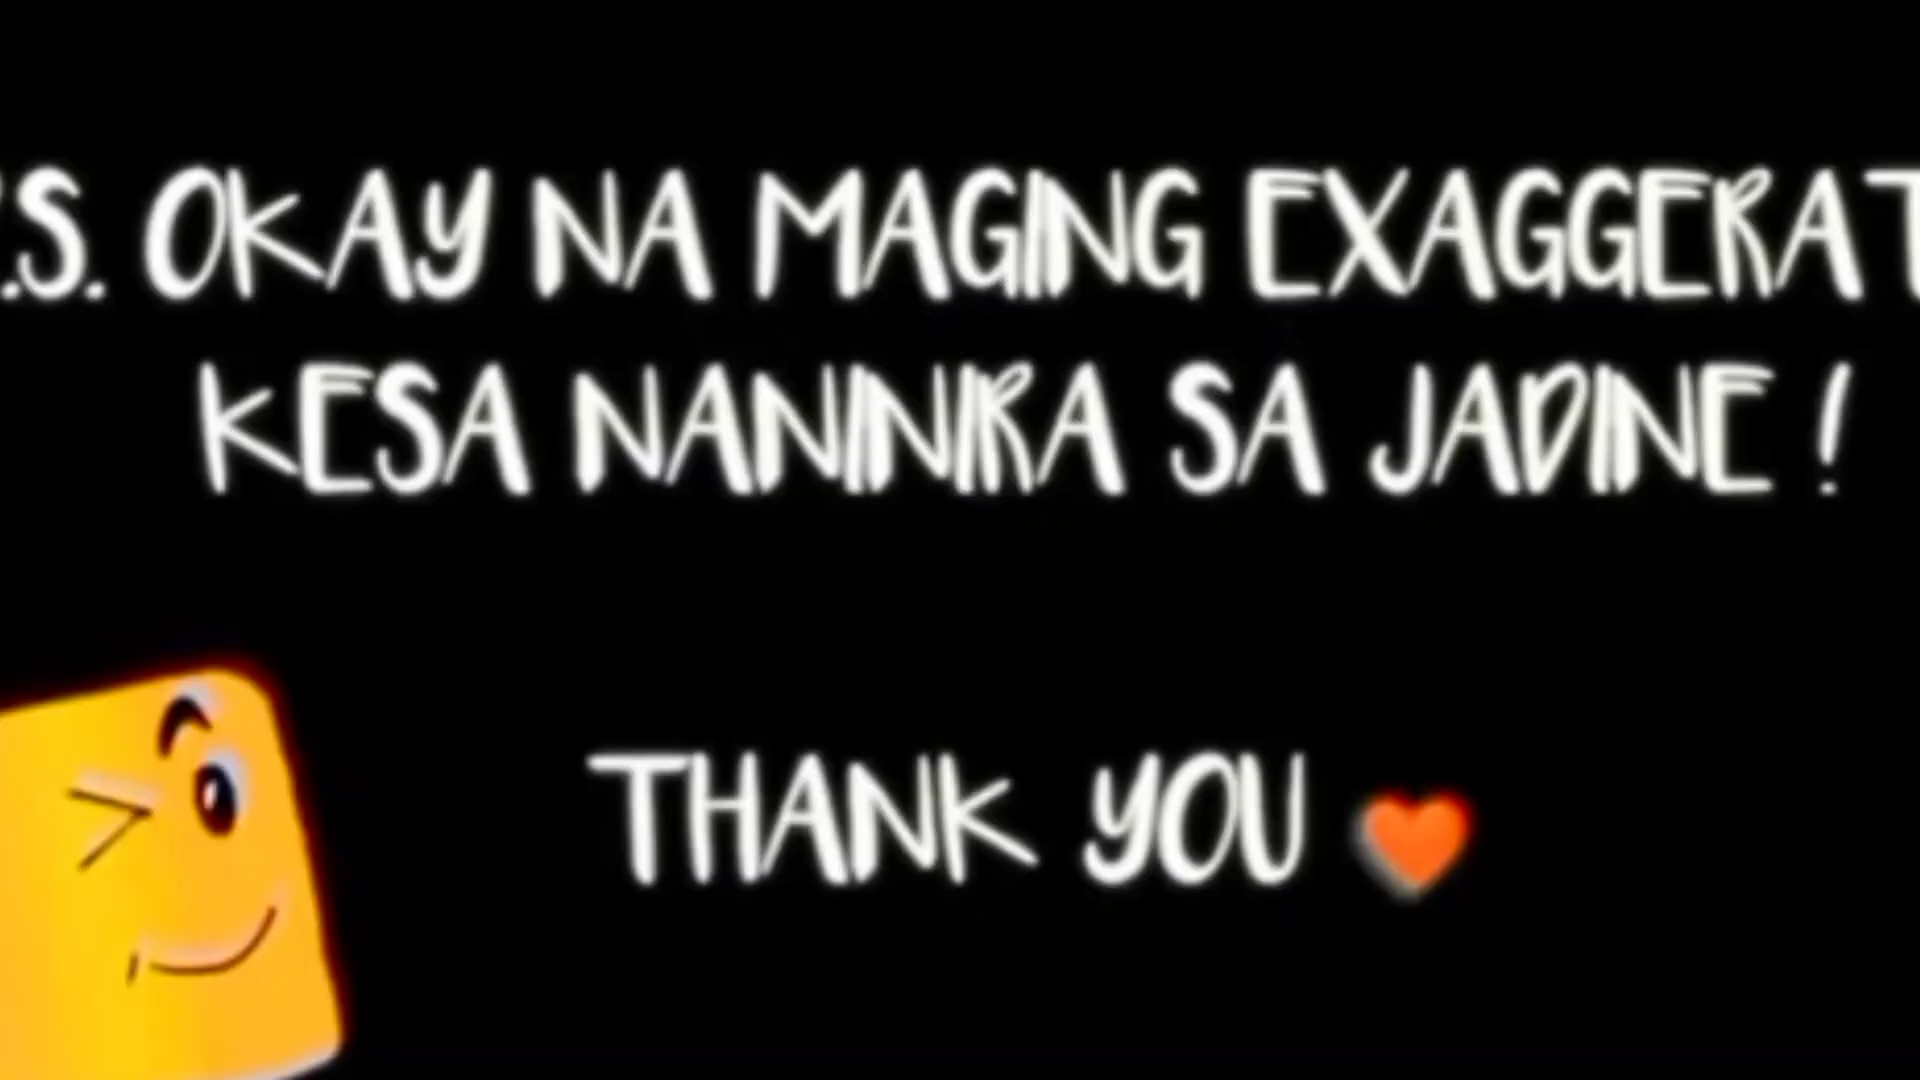 .S. OKAY NA MAGING EXAGGERAT
KESA NANINIRA SA JADINE !
THANK YOU ❤